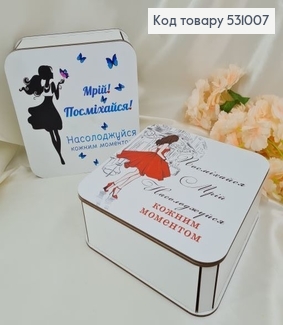 Код товару 531007
Мрій!
Посміхайся!
Насолоджуйся
кожним моментом
Посміхайся
Мрій
Насолоджуйся
кожним
моментом